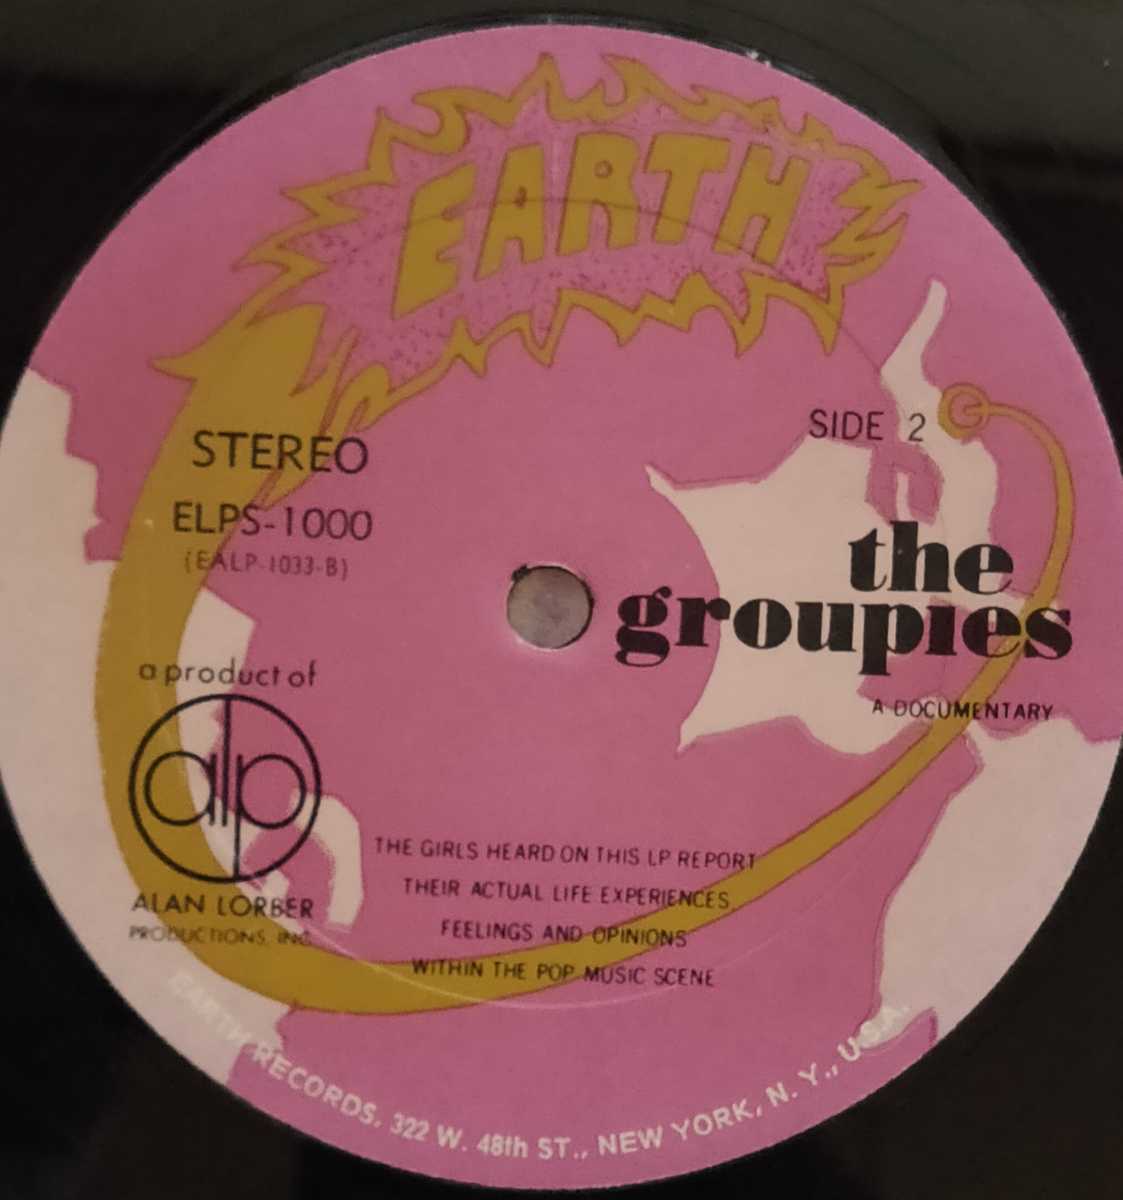 EARTH
STEREO
ELPS-1000
(EALP-1033-B)
SIDE 2
the
groupies
A DOCUMENTARY
a product of
alp
ALAN LORBER
PRODUCTIONS, INC.
THE GIRLS HEARD ON THIS LP REPORT
THEIR ACTUAL LIFE EXPERIENCES,
FEELINGS AND OPINIONS
WITHIN THE POP MUSIC SCENE
EARTH RECORDS, 322 W. 48th ST., NEW YORK, N. Y., U.S.A.